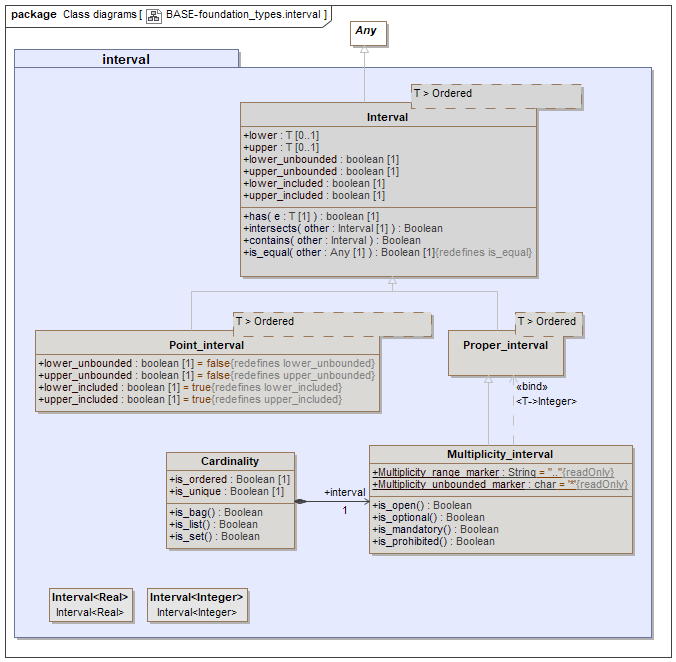 package Class diagrams [ BASE-foundation_types.interval ]
Any
interval
T > Ordered
Interval
+lower : T [0..1]
+upper : T [0..1]
+lower_unbounded : boolean [1]
+upper_unbounded : boolean [1]
+lower_included : boolean [1]
+upper_included : boolean [1]
+has( e : T [1] ) : boolean [1]
+intersects( other : Interval [1] ) : Boolean
+contains( other : Interval ) : Boolean
+is_equal( other : Any [1] ) : Boolean [1]{redefines is_equal}
T > Ordered
Point_interval
+lower_unbounded : boolean [1] = false{redefines lower_unbounded}
+upper_unbounded : boolean [1] = false{redefines upper_unbounded}
+lower_included : boolean [1] = true{redefines lower_included}
+upper_included : boolean [1] = true{redefines upper_included}
T > Ordered
Proper_interval
«bind»
<T->Integer>
Cardinality
+is_ordered : Boolean [1]
+is_unique : Boolean [1]
+is_bag() : Boolean
+is_list() : Boolean
+is_set() : Boolean
+interval
1
Multiplicity_interval
+Multiplicity_range_marker : String = ".."{readOnly}
+Multiplicity_unbounded_marker : char = '*'{readOnly}
+is_open() : Boolean
+is_optional() : Boolean
+is_mandatory() : Boolean
+is_prohibited() : Boolean
Interval<Real>
Interval<Real>
Interval<Integer>
Interval<Integer>